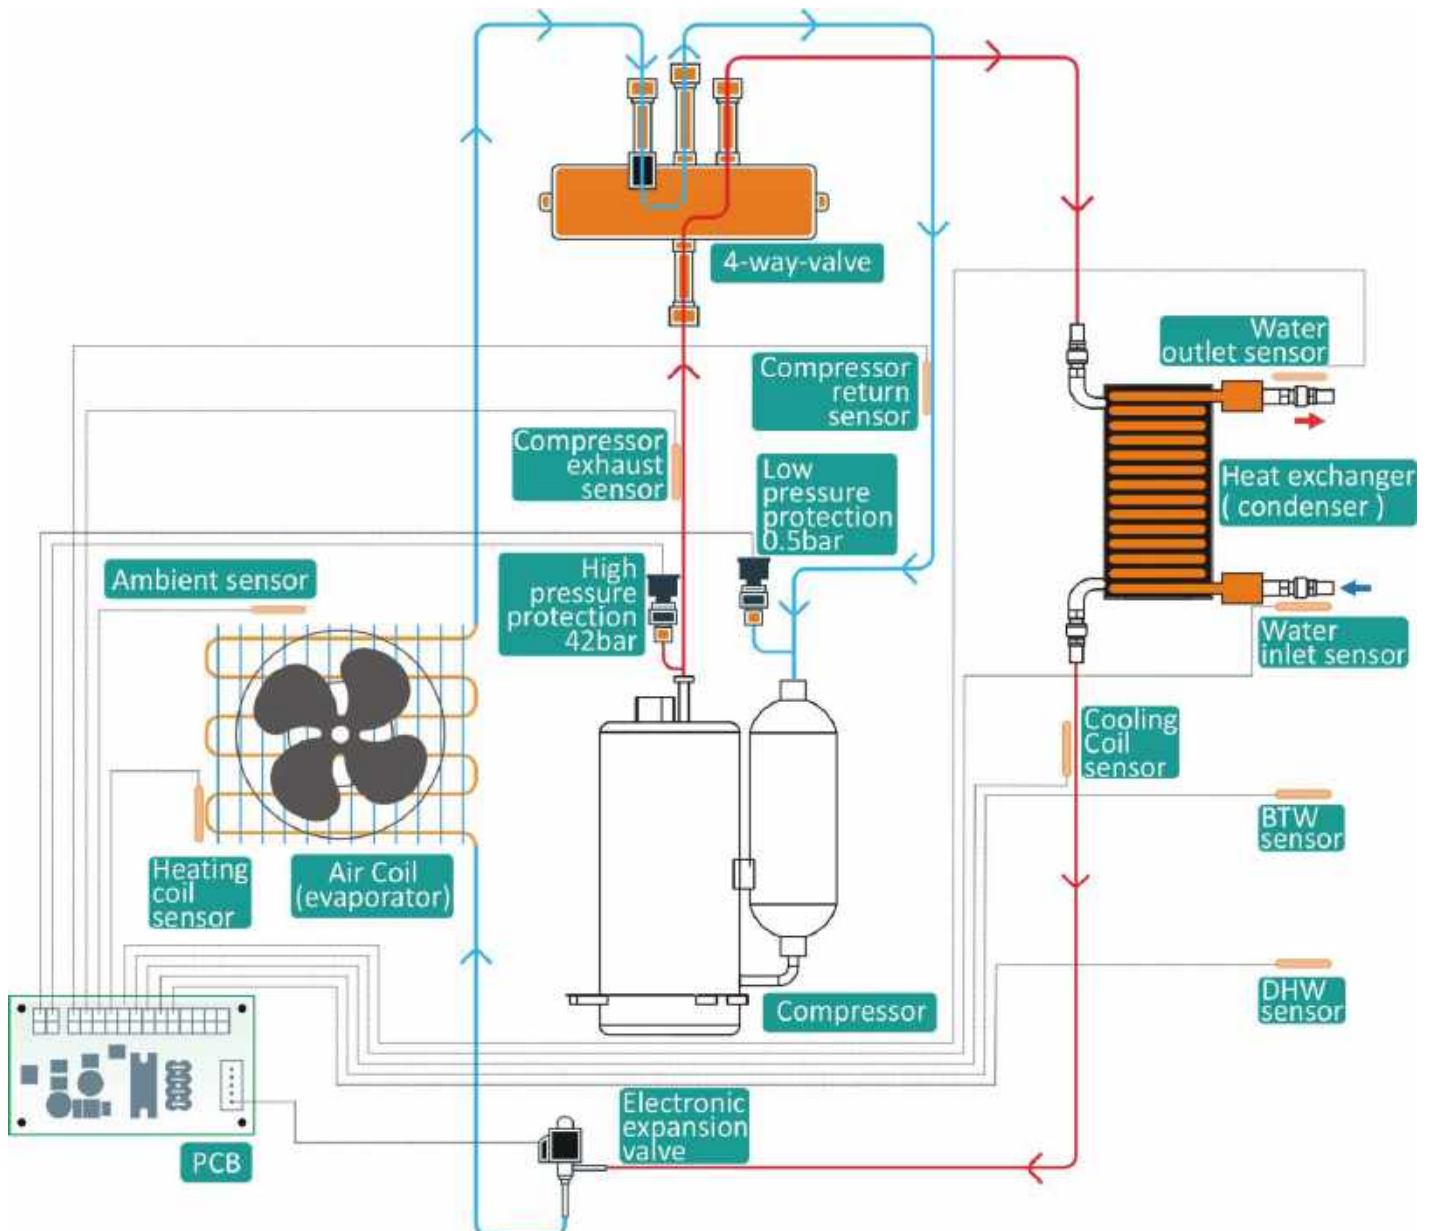 4-way-valve
Water
outlet sensor
Compressor
return
sensor
Compressor
exhaust
sensor
Low
pressure
protection
0.5bar
Heat exchanger
( condenser )
High
pressure
protection
42bar
Ambient sensor
Water
inlet sensor
Cooling
Coil
sensor
BTW
sensor
Heating
coil
sensor
Air Coil
(evaporator)
DHW
sensor
Compressor
Electronic
expansion
valve
PCB